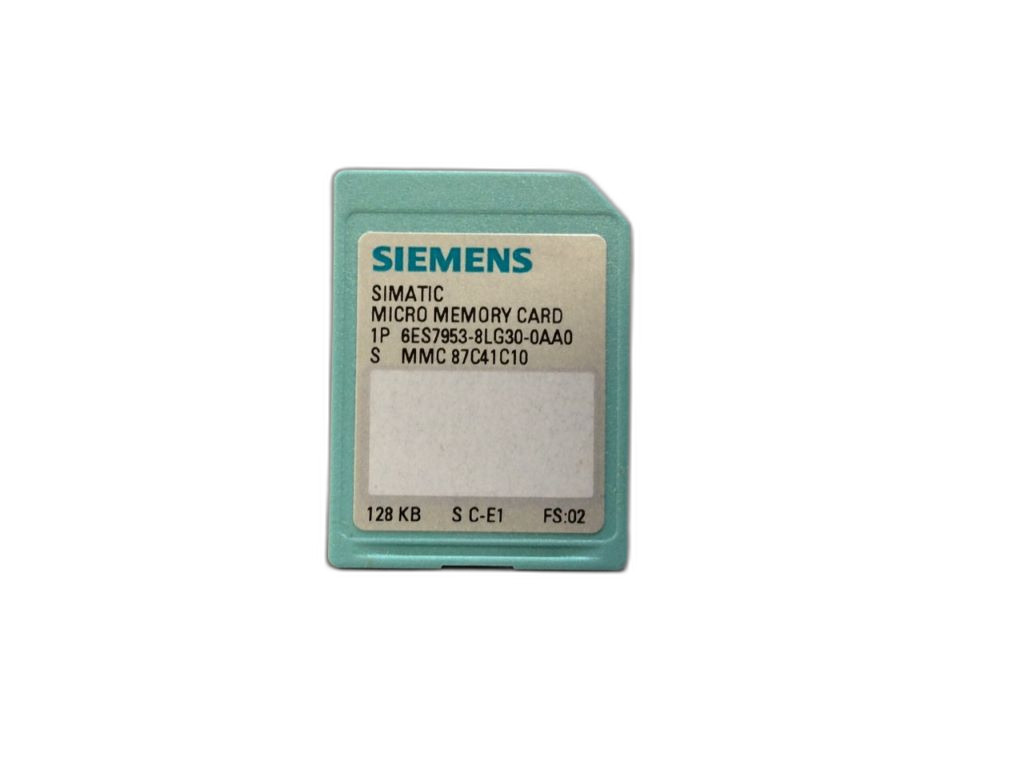 SIEMENS
SIMATIC
MICRO MEMORY CARD
1P 6ES7953-8LG30-0AA0
S MMC 87C41C10
128 KB S C-E1 FS:02